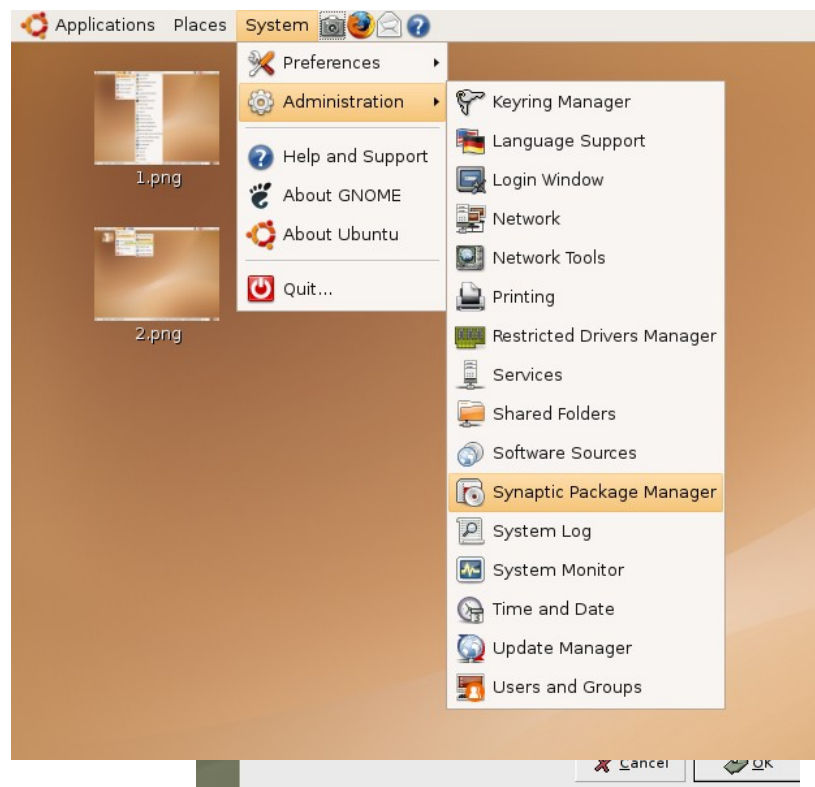 Applications Places System
Preferences
Administration
Help and Support
About GNOME
About Ubuntu
Quit...
Keyring Manager
Language Support
Login Window
Network
Network Tools
Printing
Restricted Drivers Manager
Services
Shared Folders
Software Sources
Synaptic Package Manager
System Log
System Monitor
Time and Date
Update Manager
Users and Groups
1.png
2.png
Cancel OK